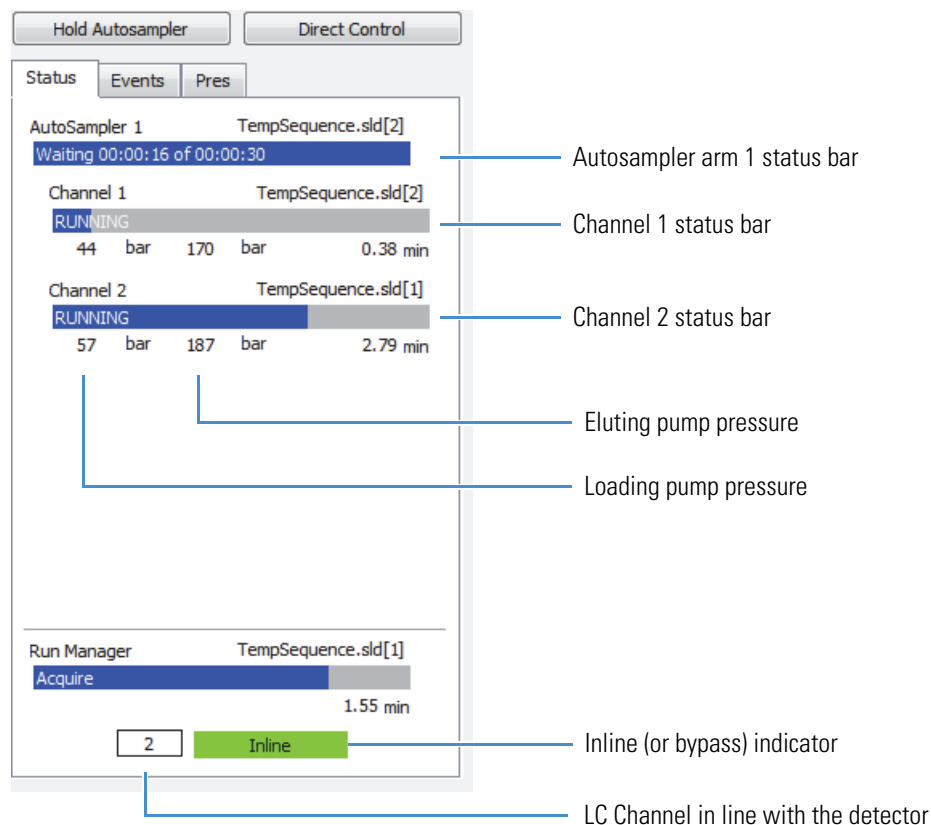 Hold Autosampler Direct Control
Status Events Pres
AutoSampler 1 TempSequence.sld[2]
Waiting 00:00:16 of 00:00:30
Autosampler arm 1 status bar
Channel 1 TempSequence.sld[2]
RUNNING
Channel 1 status bar
44 bar 170 bar 0.38 min
Channel 2 TempSequence.sld[1]
RUNNING
Channel 2 status bar
57 bar 187 bar 2.79 min
Eluting pump pressure
Loading pump pressure
Run Manager TempSequence.sld[1]
Acquire
1.55 min
2 Inline
Inline (or bypass) indicator
LC Channel in line with the detector